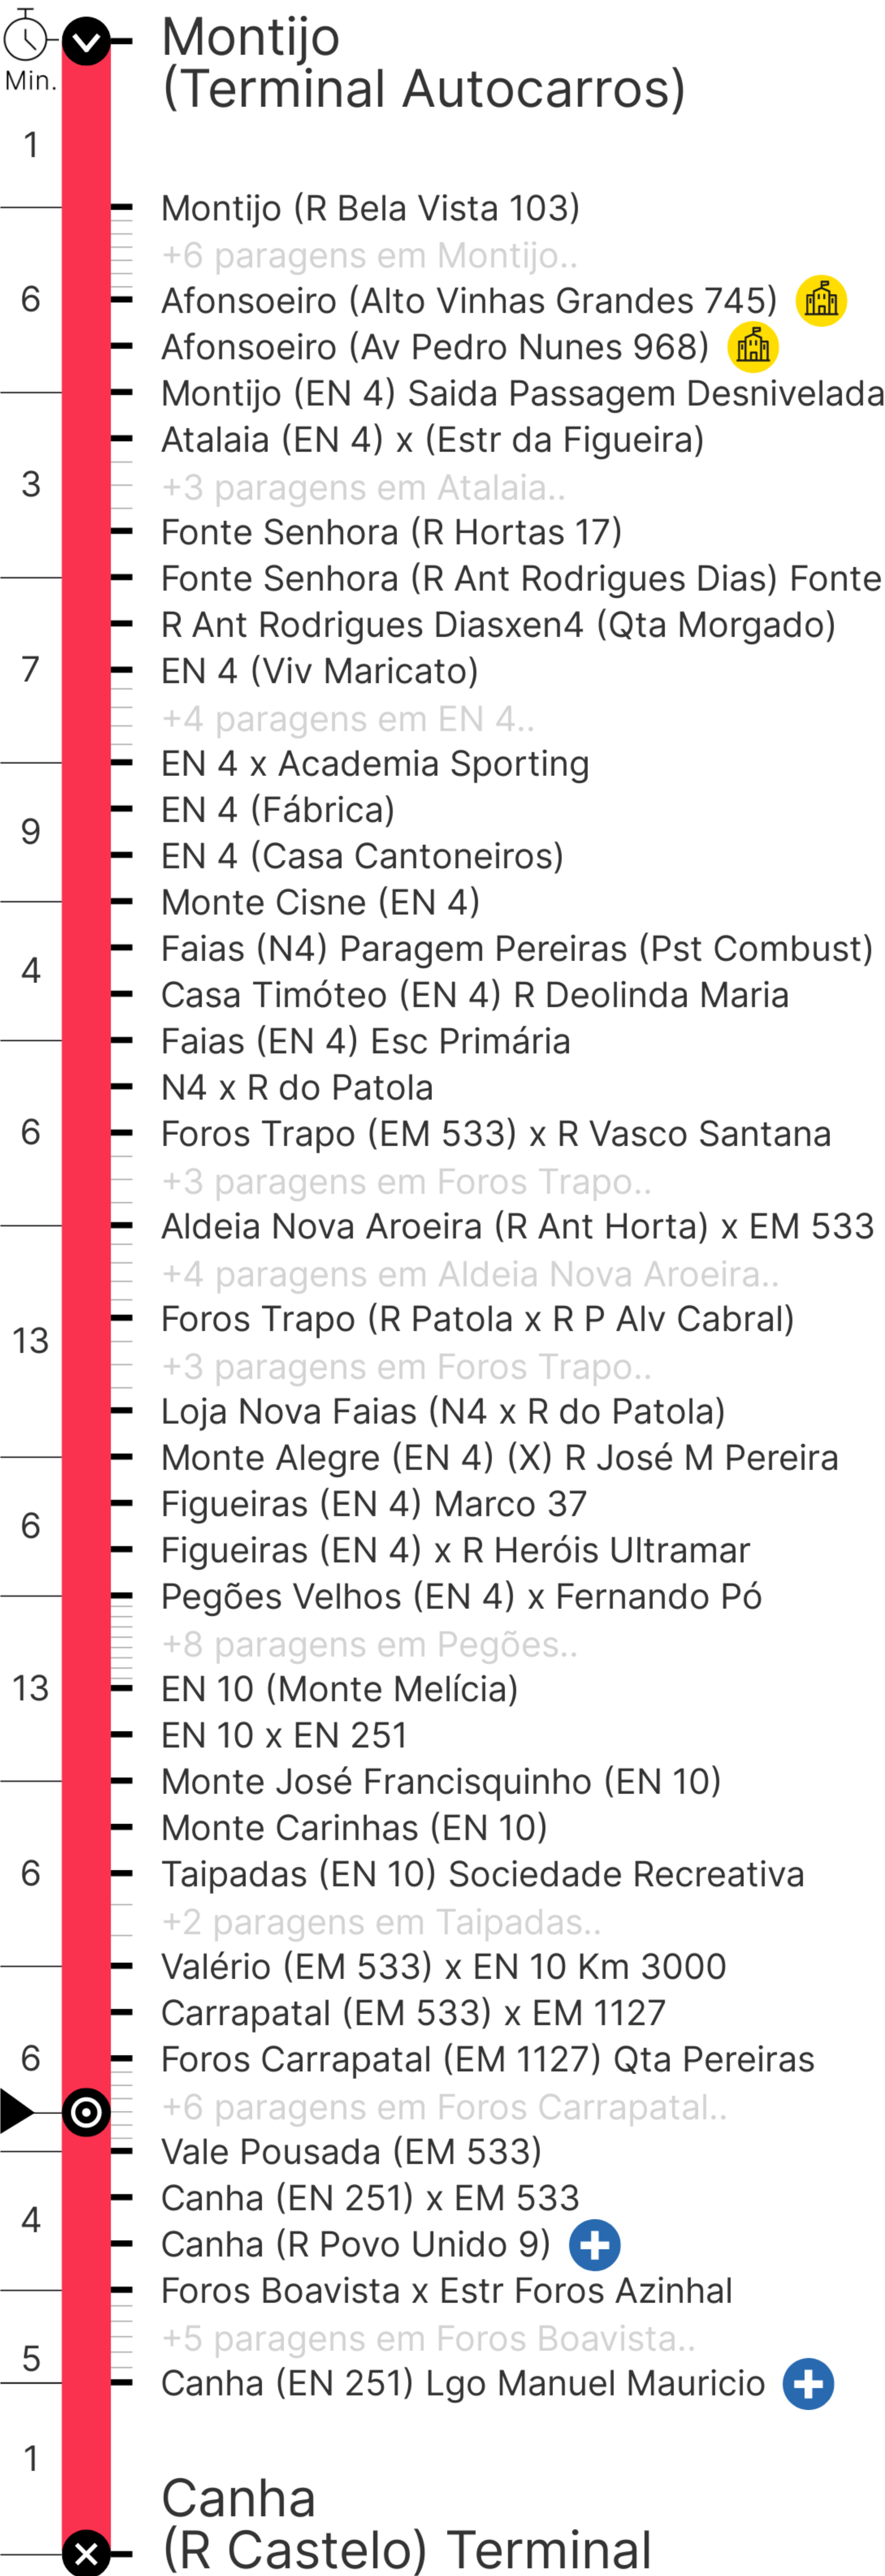 Montijo
(Terminal Autocarros)
Min.
1
Montijo (R Bela Vista 103)
+6 paragens em Montijo..
6
Afonsoeiro (Alto Vinhas Grandes 745)
Afonsoeiro (Av Pedro Nunes 968)
Montijo (EN 4) Saida Passagem Desnivelada
Atalaia (EN 4) x (Estr da Figueira)
3
+3 paragens em Atalaia..
Fonte Senhora (R Hortas 17)
Fonte Senhora (R Ant Rodrigues Dias) Fonte
R Ant Rodrigues Diasxen4 (Qta Morgado)
7
EN 4 (Viv Maricato)
+4 paragens em EN 4..
EN 4 x Academia Sporting
EN 4 (Fábrica)
9
EN 4 (Casa Cantoneiros)
Monte Cisne (EN 4)
Faias (N4) Paragem Pereiras (Pst Combust)
4
Casa Timóteo (EN 4) R Deolinda Maria
Faias (EN 4) Esc Primária
N4 x R do Patola
6
Foros Trapo (EM 533) x R Vasco Santana
+3 paragens em Foros Trapo..
Aldeia Nova Aroeira (R Ant Horta) x EM 533
+4 paragens em Aldeia Nova Aroeira..
Foros Trapo (R Patola x R P Alv Cabral)
13
+3 paragens em Foros Trapo..
Loja Nova Faias (N4 x R do Patola)
Monte Alegre (EN 4) (X) R José M Pereira
Figueiras (EN 4) Marco 37
6
Figueiras (EN 4) x R Heróis Ultramar
Pegões Velhos (EN 4) x Fernando Pó
+8 paragens em Pegões..
13
EN 10 (Monte Melícia)
EN 10 x EN 251
Monte José Francisquinho (EN 10)
Monte Carinhas (EN 10)
6
Taipadas (EN 10) Sociedade Recreativa
+2 paragens em Taipadas..
Valério (EM 533) x EN 10 Km 3000
Carrapatal (EM 533) x EM 1127
6
Foros Carrapatal (EM 1127) Qta Pereiras
+6 paragens em Foros Carrapatal..
Vale Pousada (EM 533)
Canha (EN 251) x EM 533
4
Canha (R Povo Unido 9)
Foros Boavista x Estr Foros Azinhal
+5 paragens em Foros Boavista..
5
Canha (EN 251) Lgo Manuel Mauricio
1
Canha
(R Castelo) Terminal